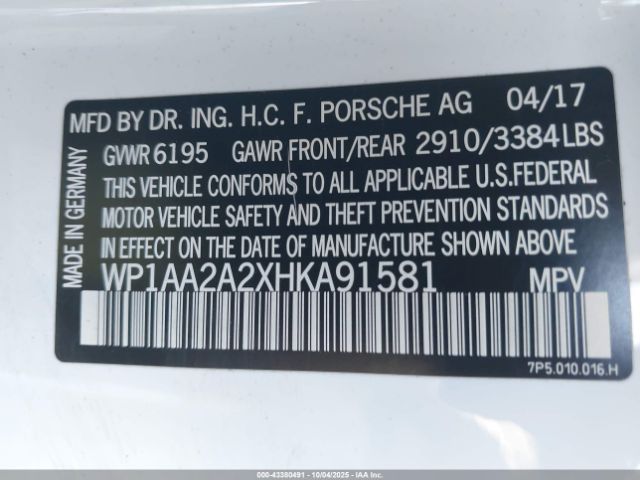 MFD BY DR. ING. H.C. F. PORSCHE AG 04/17
GVWR 6195 GAWR FRONT/REAR 2910/3384 LBS
THIS VEHICLE CONFORMS TO ALL APPLICABLE U.S.FEDERAL
MOTOR VEHICLE SAFETY AND THEFT PREVENTION STANDARDS
IN EFFECT ON THE DATE OF MANUFACTURE SHOWN ABOVE
WP1AA2A2XHKA91581 MPV
MADE IN GERMANY
7P5.010.016.H
000-43380491 - 10/04/2025 - IAAI.COM